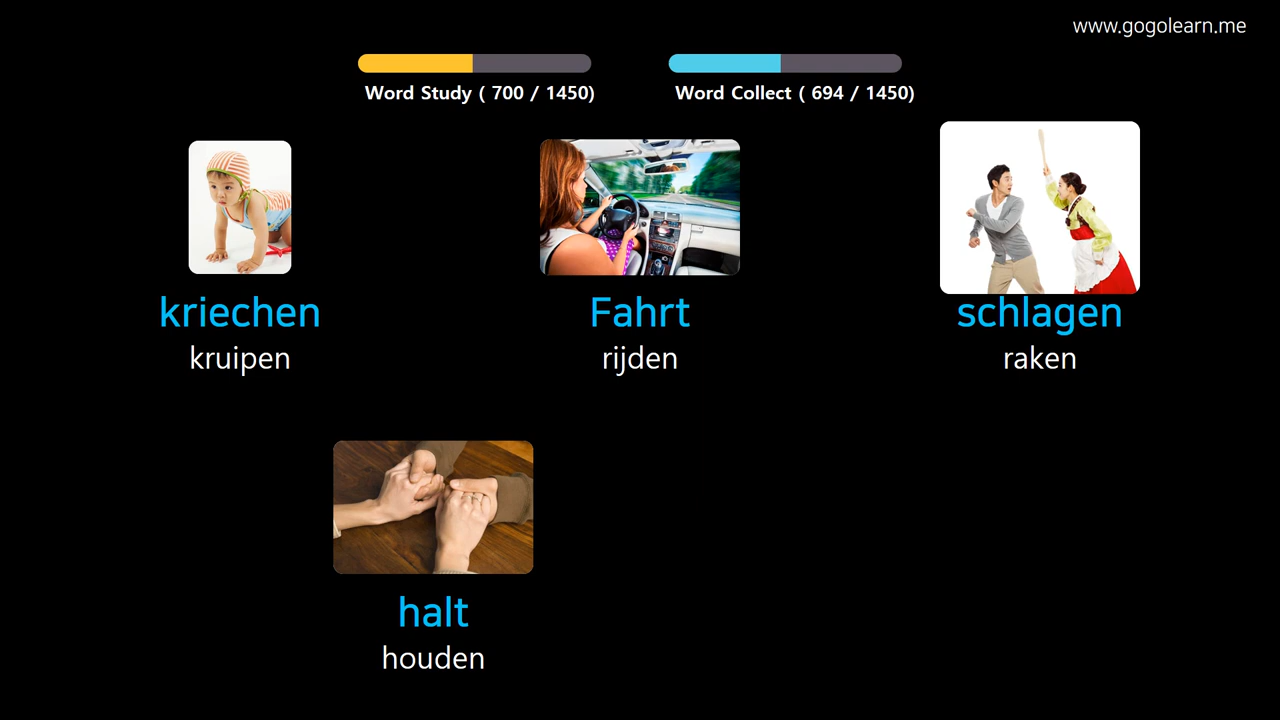 www.gogolearn.me
Word Study ( 700 / 1450)
Word Collect ( 694 / 1450)
kriechen
kruipen
Fahrt
rijden
schlagen
raken
halt
houden